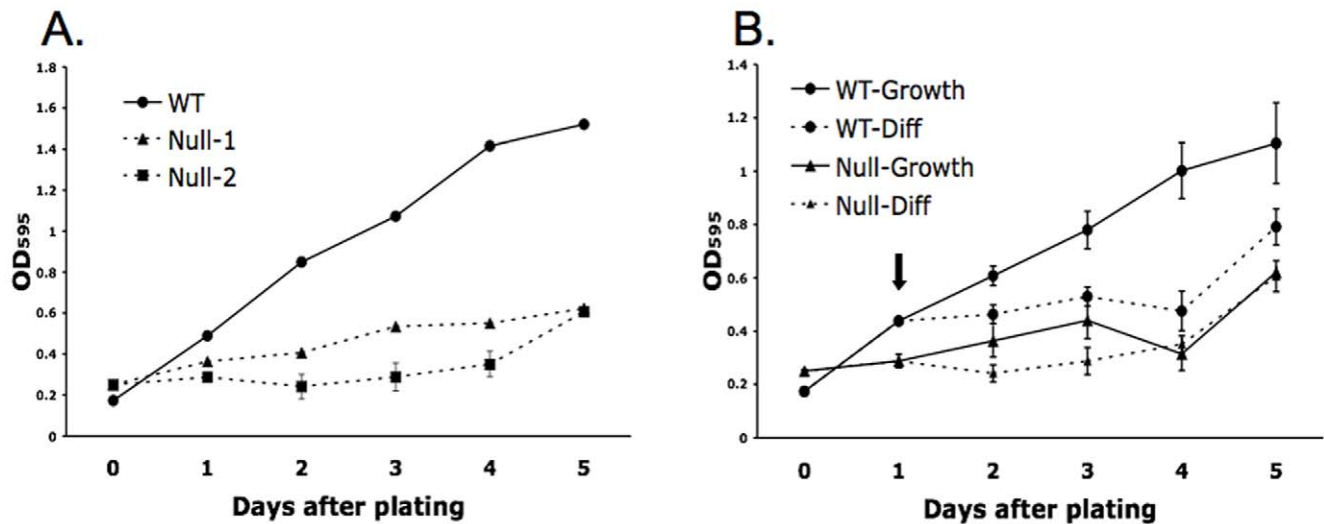 A.
1.8
1.6
1.4
1.2
1
0.8
0.6
0.4
0.2
0
OD595
WT
Null-1
Null-2
0 1 2 3 4 5
Days after plating
B.
1.4
1.2
1
0.8
0.6
0.4
0.2
0
OD595
WT-Growth
WT-Diff
Null-Growth
Null-Diff
0 1 2 3 4 5
Days after plating